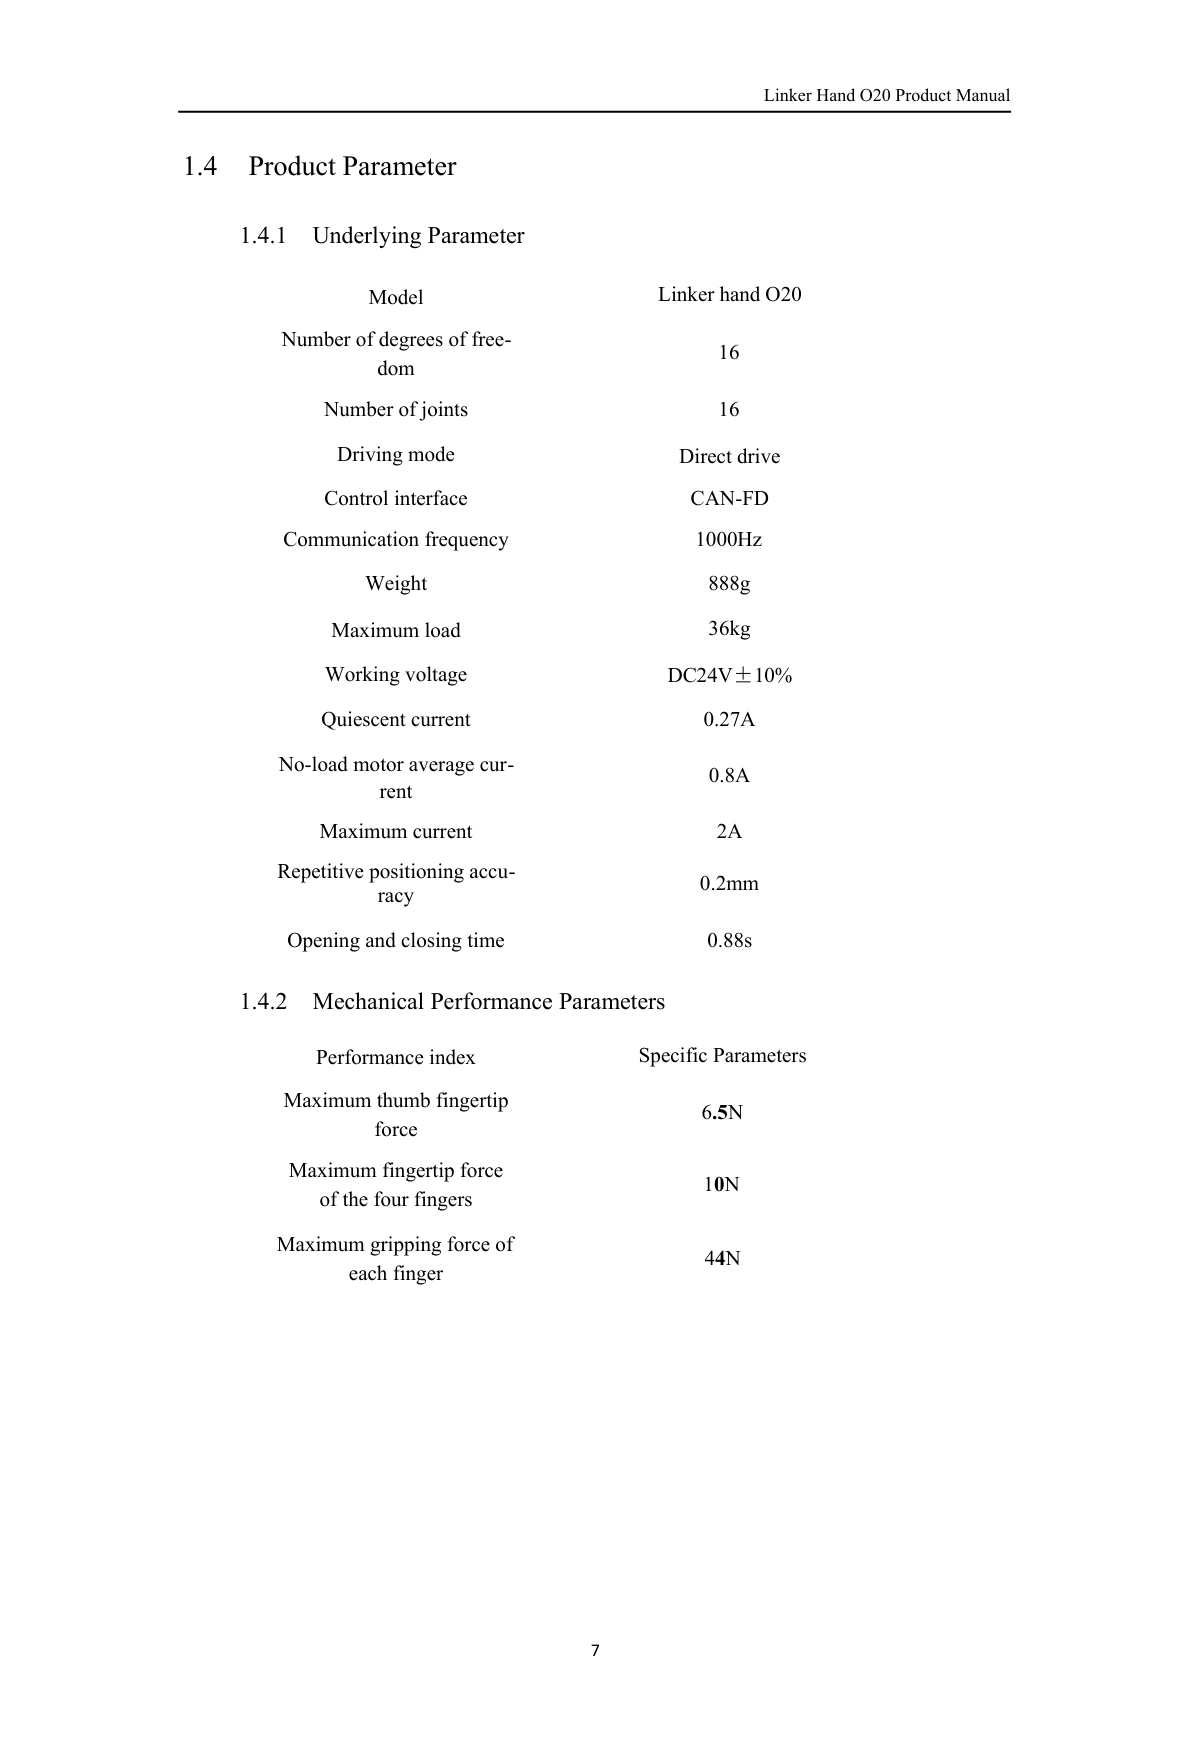 Linker Hand O20 Product Manual
1.4 Product Parameter
1.4.1 Underlying Parameter
Model Linker hand O20
Number of degrees of free-
dom
16
Number of joints 16
Driving mode Direct drive
Control interface CAN-FD
Communication frequency 1000Hz
Weight 888g
Maximum load 36kg
Working voltage DC24V±10%
Quiescent current 0.27A
No-load motor average cur-
rent
0.8A
Maximum current 2A
Repetitive positioning accu-
racy
0.2mm
Opening and closing time 0.88s
1.4.2 Mechanical Performance Parameters
Performance index Specific Parameters
Maximum thumb fingertip
force
6.5N
Maximum fingertip force
of the four fingers
10N
Maximum gripping force of
each finger
44N
7